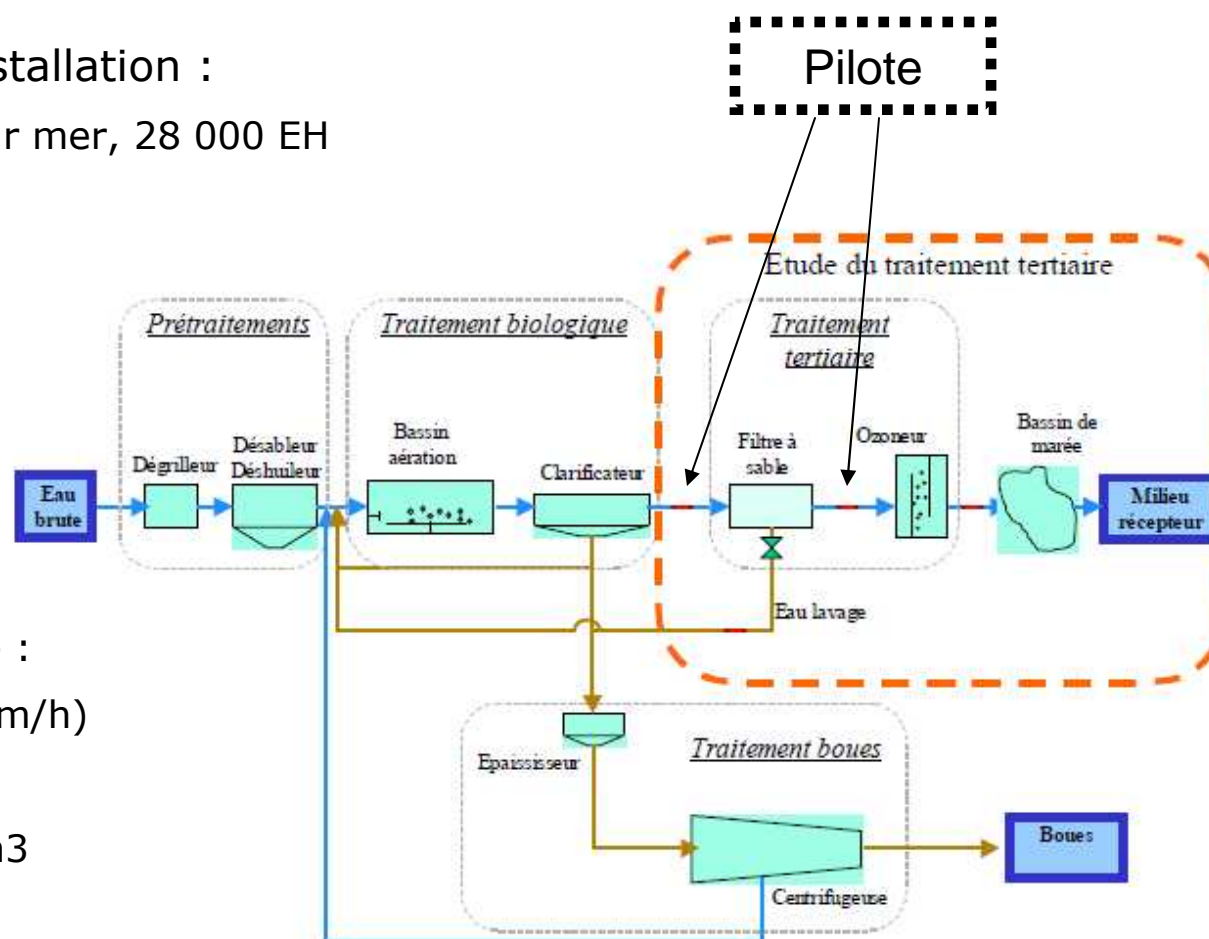 stallation :
r mer, 28 000 EH
Pilote
Etude du traitement tertiaire
Prétraitements
Traitement biologique
Traitement
tertiaire
Dégrilleur
Désableur
Déshuileur
Bassin
aération
Clarificateur
Filtre à
sable
Ozoneur
Bassin de
marée
Eau
brute
Milieu
récepteur
Eau lavage
:
m/h)
3
Epaississeur
Traitement boues
Centrifugeuse
Boues